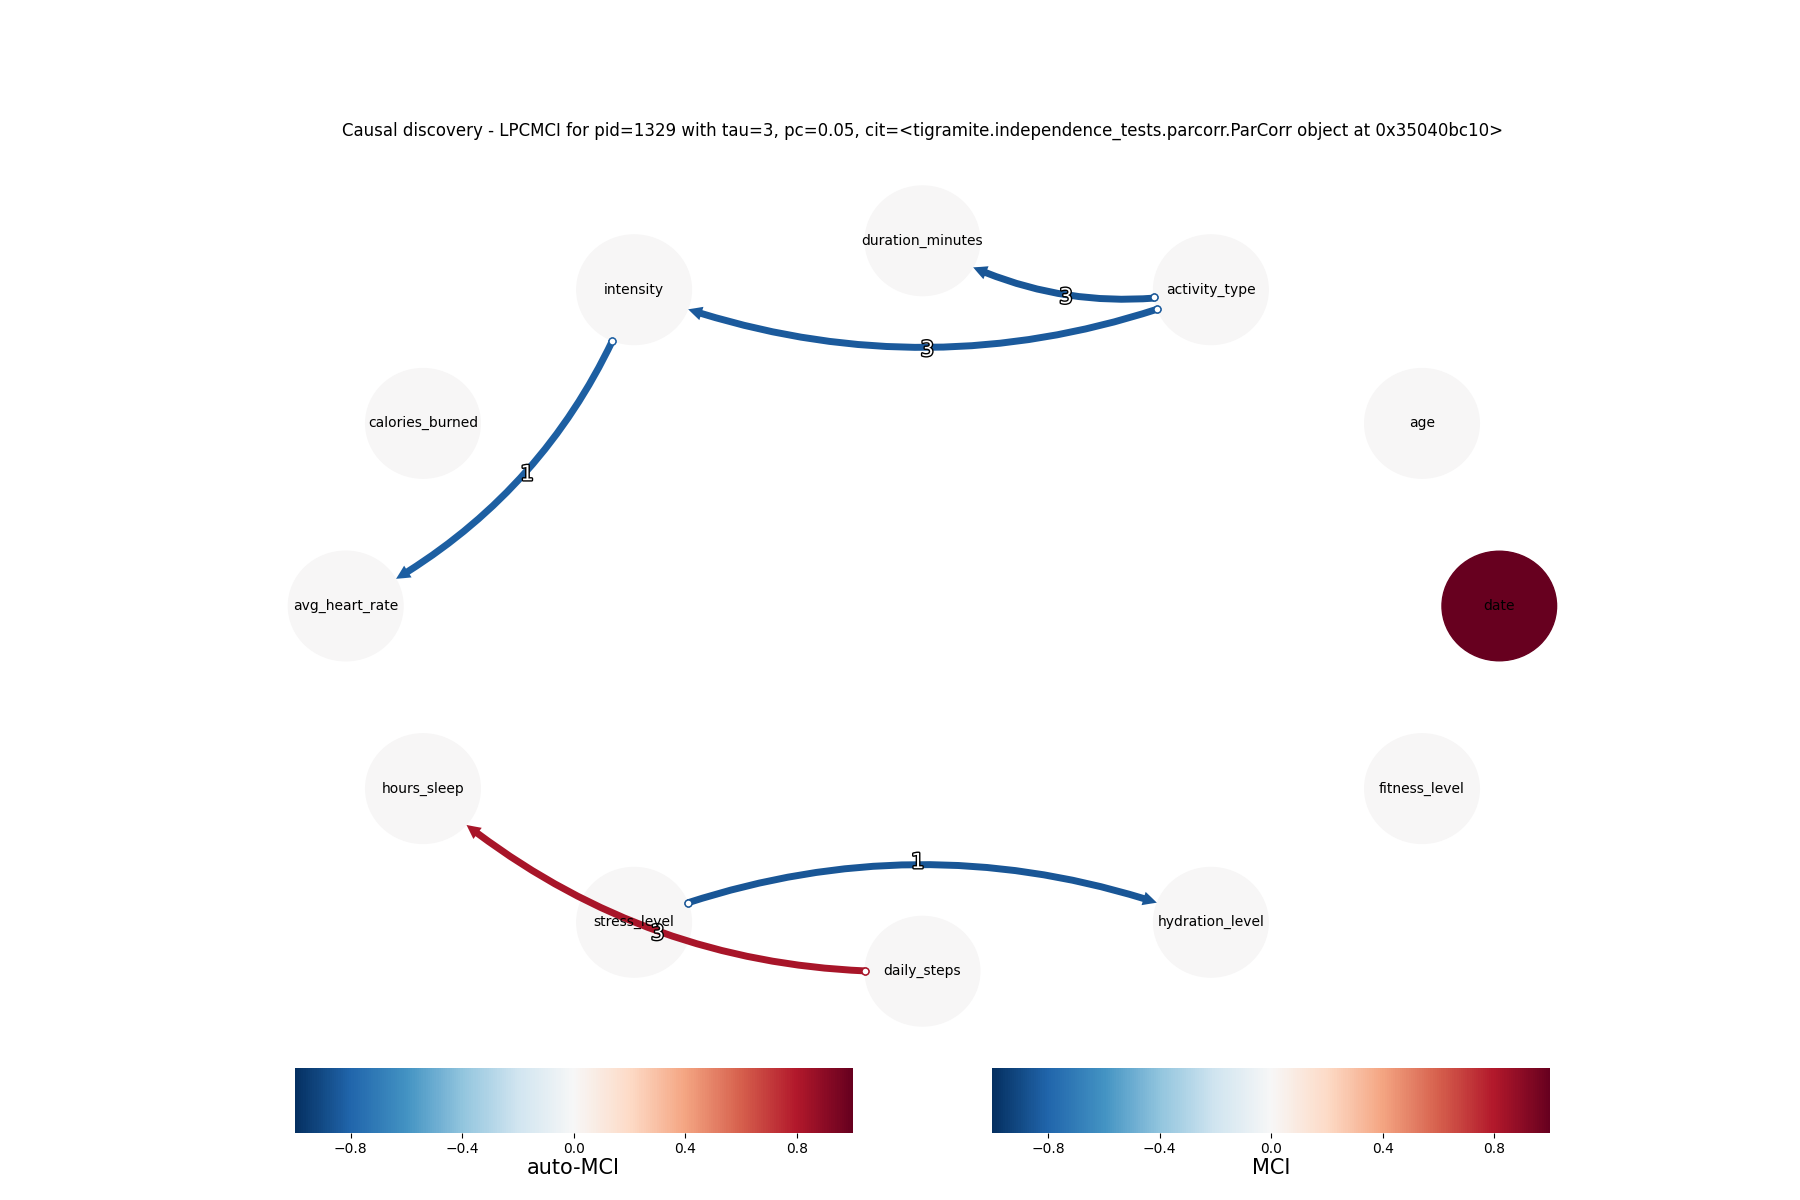 Causal discovery - LPCMCI for pid=1329 with tau=3, pc=0.05, cit=<tigramite.independence_tests.parcorr.ParCorr object at 0x35040bc10>
duration_minutes
intensity
activity_type
3
3
calories_burned
age
1
avg_heart_rate
date
hours_sleep
fitness_level
1
stress_level
hydration_level
3
daily_steps
−0.8 −0.4 0.0 0.4 0.8
auto-MCI
−0.8 −0.4 0.0 0.4 0.8
MCI